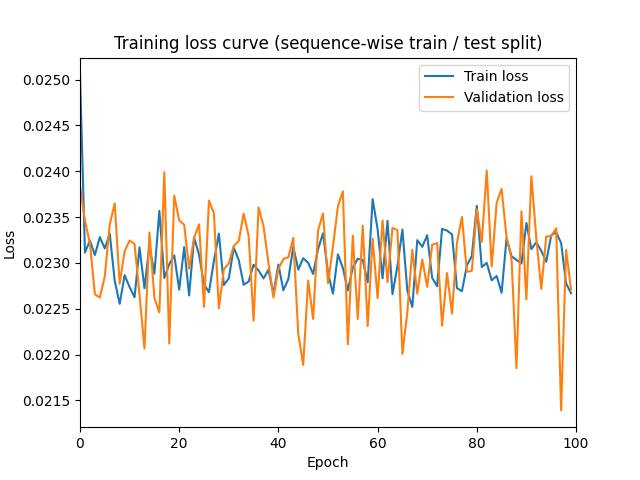 Training loss curve (sequence-wise train / test split)
Train loss
Validation loss
Loss
0.0250
0.0245
0.0240
0.0235
0.0230
0.0225
0.0220
0.0215
0 20 40 60 80 100
Epoch